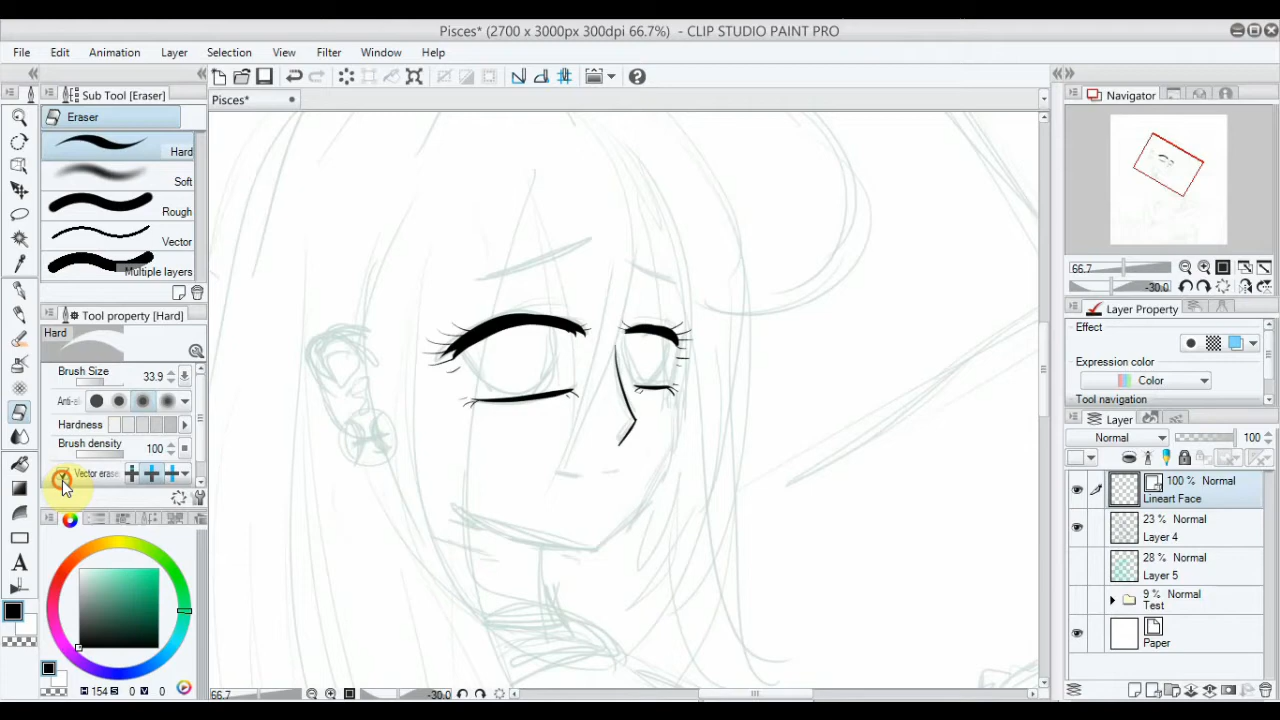 Pisces* (2700 x 3000px 300dpi 66.7%) - CLIP STUDIO PAINT PRO
File Edit Animation Layer Selection View Filter Window Help
Sub Tool [Eraser]
Pisces*
Navigator
Eraser
Hard
Soft
Rough
Vector
Multiple layers
66.7
-30.0
Tool property [Hard]
Layer Property
Hard
Effect
Expression color
Color
Tool navigation
Brush Size 33.9
Hardness
Brush density 100
Vector erase
Layer
Normal 100
100 % Normal
Lineart Face
23 % Normal
Layer 4
28 % Normal
Layer 5
9 % Normal
Test
Paper
H 154 S 0 V 0
66.7 -30.0